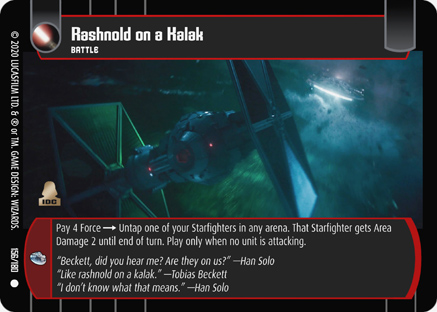 Rashnold on a Kalak
BATTLE
© 2020 LUCASFILM LTD. & ® or TM. GAME DESIGN: WIZARDS.
156/180
IDC
Pay 4 Force → Untap one of your Starfighters in any arena. That Starfighter gets Area
Damage 2 until end of turn. Play only when no unit is attacking.
“Beckett, did you hear me? Are they on us?” —Han Solo
“Like rashnold on a kalak.” —Tobias Beckett
“I don’t know what that means.” —Han Solo